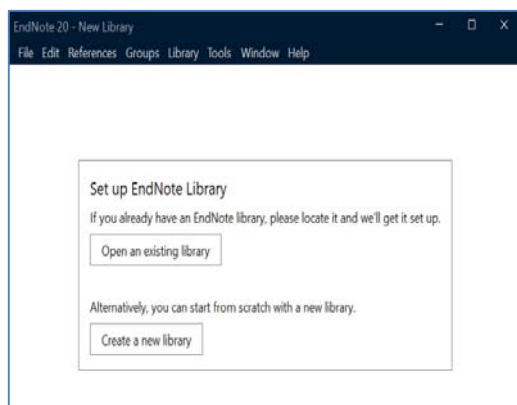 EndNote 20 - New Library
File Edit References Groups Library Tools Window Help
Set up EndNote Library
If you already have an EndNote library, please locate it and we'll get it set up.
Open an existing library
Alternatively, you can start from scratch with a new library.
Create a new library